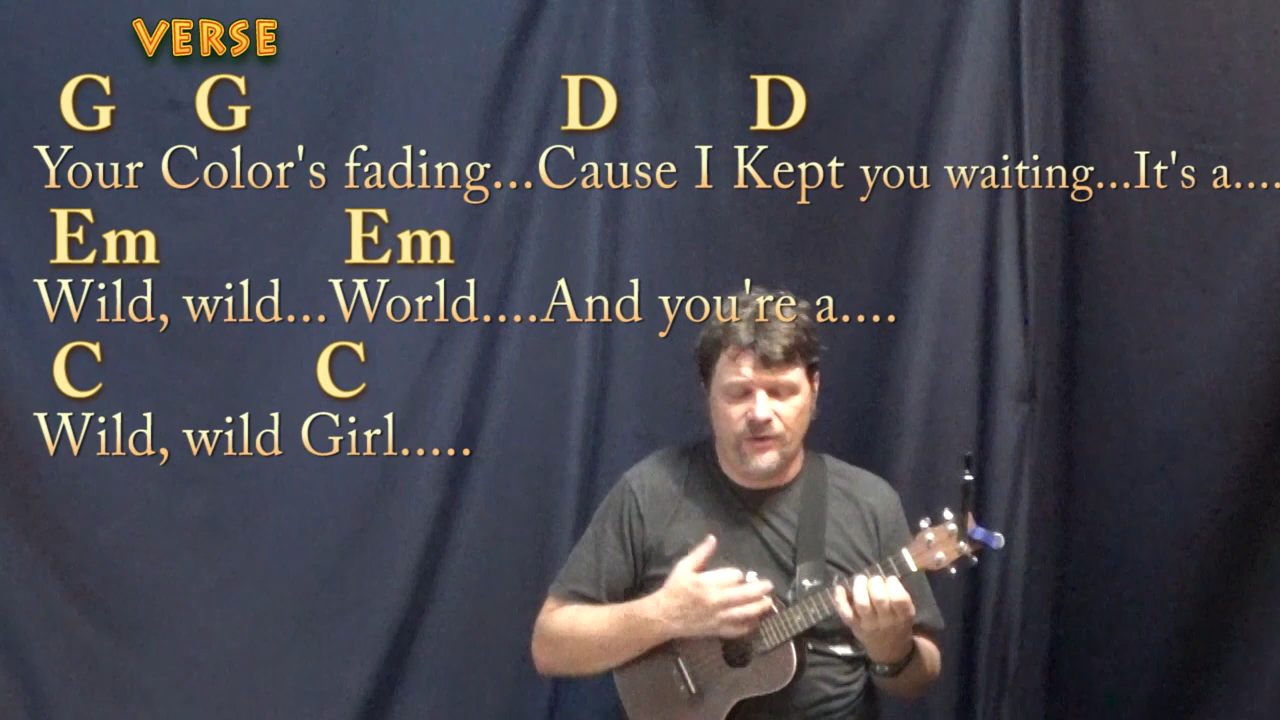 VERSE
G G D D
Your Color's fading...Cause I Kept you waiting...It's a....
Em Em
Wild, wild...World....And you're a....
C C
Wild, wild Girl.....